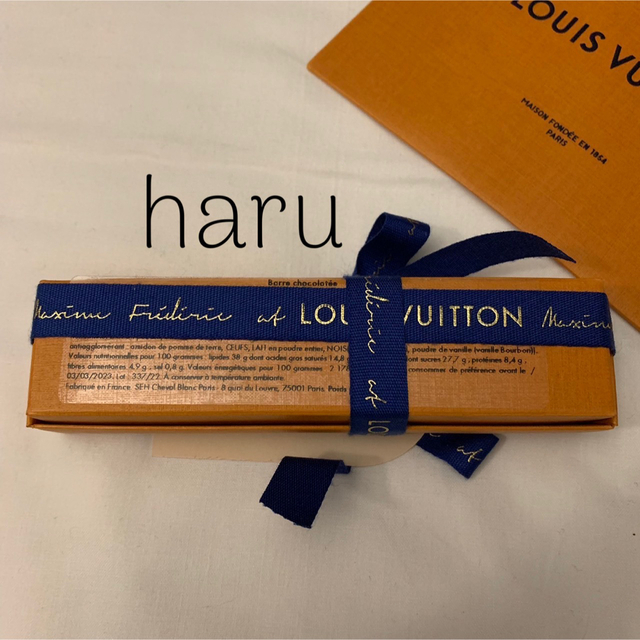 LOUIS VU
MAISON FONDÉE EN 1854
PARIS
haru
Barre chocolatée
Maxime Frédéric at LOUIS VUITTON Maxime
Frédéric at LO
at
antiagglomérant : amidon de pomme de terre, ŒUFS, LAIT en poudre entier, NOIS poudre de vanille (vanille Bourbon)).
Valeurs nutritionnelles pour 100 grammes : lipides 38 g dont acides gras saturés 14,8 dont sucres 27,7 g, protéines 8,4 g,
fibres alimentaires 4,9 g, sel 0,8 g. Valeurs énergétiques pour 100 grammes : 2 178 consommer de préférence avant le /
03/03/2023. Lot : 337/22. À conserver à température ambiante.
Fabriqué en France. SEH Cheval Blanc Paris - 8 quai du Louvre, 75001 Paris. Poids